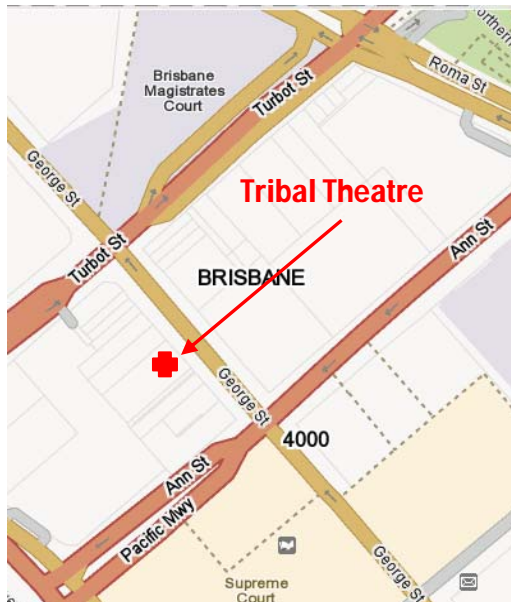 Northern
Brisbane
Magistrates
Court
Roma St
Turbot St
George St
Tribal Theatre
Ann St
Turbot St
BRISBANE
George St
4000
Ann St
Pacific Mwy
George St
Supreme
Court